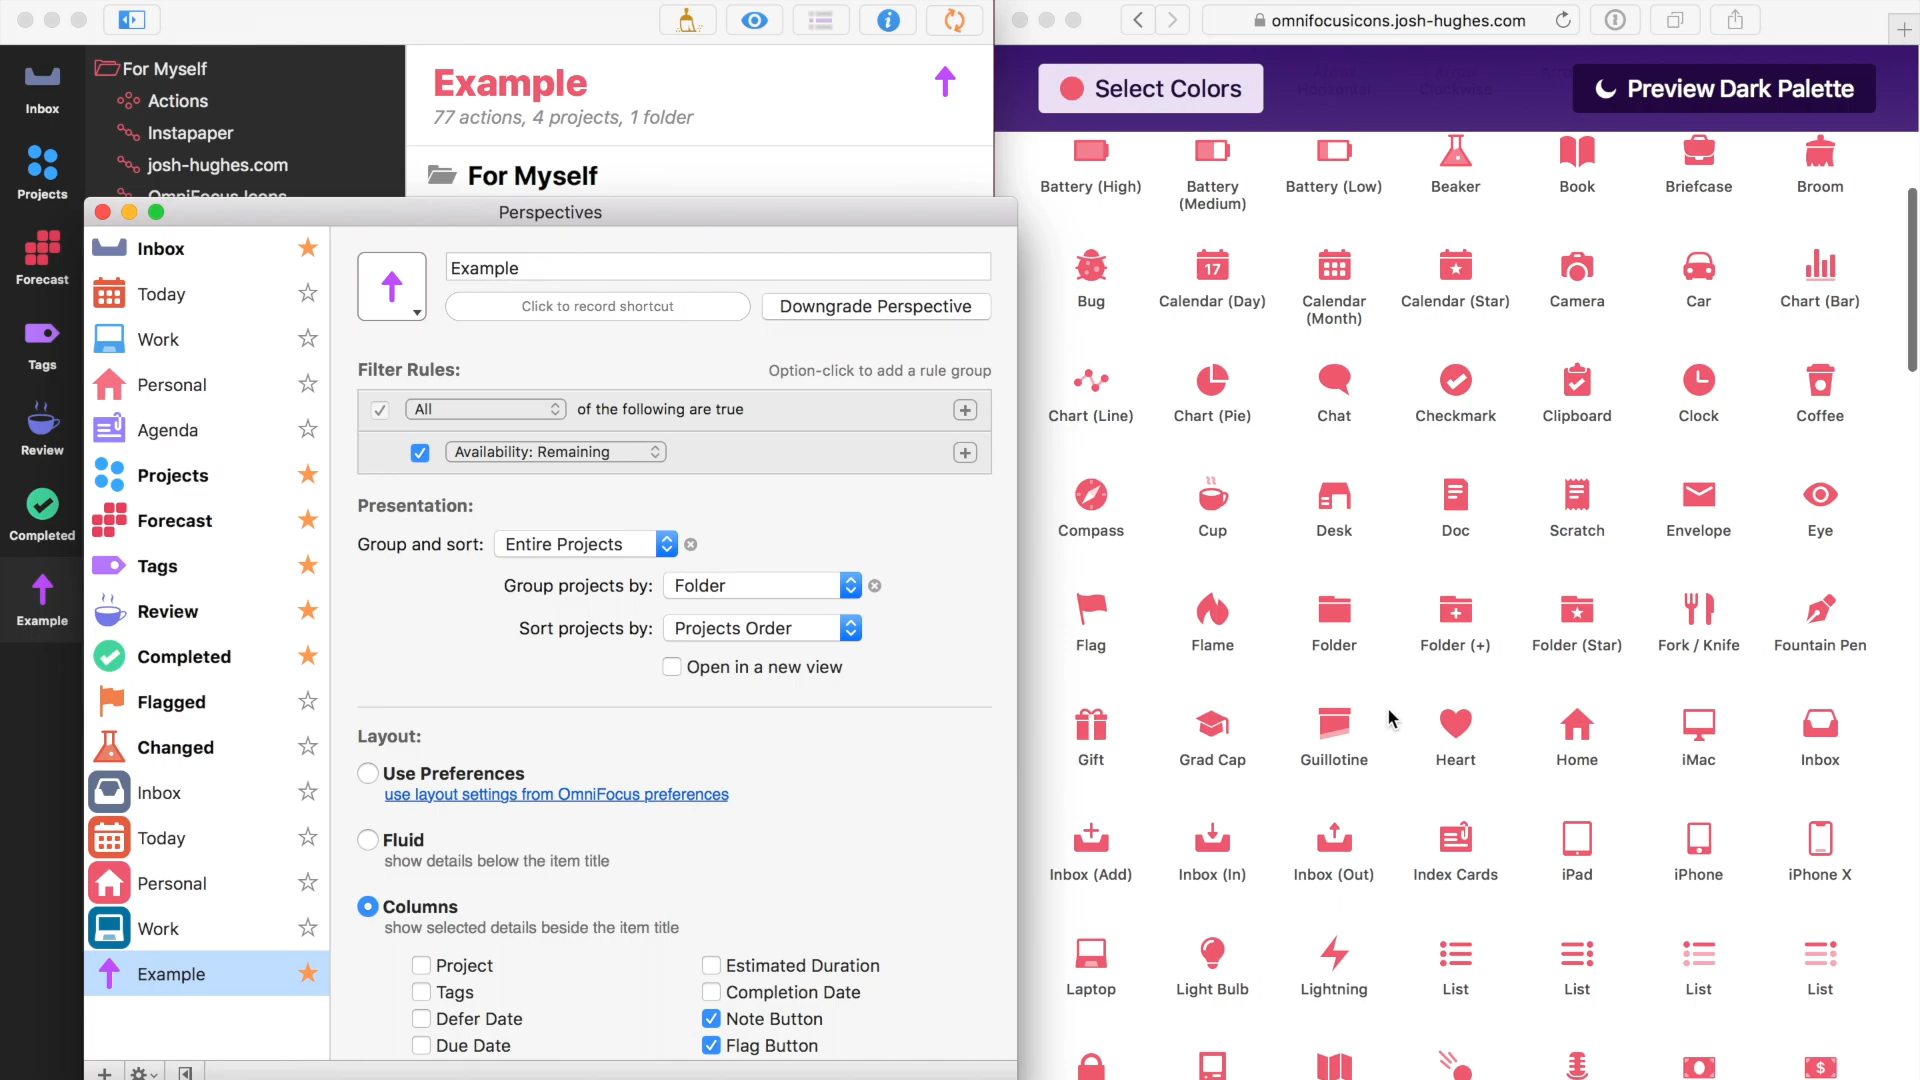 omnifocusicons.josh-hughes.com
Inbox
Projects
Forecast
Tags
Review
Completed
Example
For Myself
Actions
Instapaper
josh-hughes.com
OmniFocus Icons
Example
77 actions, 4 projects, 1 folder
For Myself
Perspectives
Inbox
Today
Work
Personal
Agenda
Projects
Forecast
Tags
Review
Completed
Flagged
Changed
Inbox
Today
Personal
Work
Example
Example
Click to record shortcut
Downgrade Perspective
Filter Rules:
Option-click to add a rule group
All
of the following are true
Availability: Remaining
Presentation:
Group and sort:
Entire Projects
Group projects by:
Folder
Sort projects by:
Projects Order
Open in a new view
Layout:
Use Preferences
use layout settings from OmniFocus preferences
Fluid
show details below the item title
Columns
show selected details beside the item title
Project
Estimated Duration
Tags
Completion Date
Defer Date
Note Button
Due Date
Flag Button
Select Colors
Preview Dark Palette
Battery (High)
Battery
(Medium)
Battery (Low)
Beaker
Book
Briefcase
Broom
17
Bug
Calendar (Day)
Calendar
(Month)
Calendar (Star)
Camera
Car
Chart (Bar)
Chart (Line)
Chart (Pie)
Chat
Checkmark
Clipboard
Clock
Coffee
Compass
Cup
Desk
Doc
Scratch
Envelope
Eye
Flag
Flame
Folder
Folder (+)
Folder (Star)
Fork / Knife
Fountain Pen
Gift
Grad Cap
Guillotine
Heart
Home
iMac
Inbox
Inbox (Add)
Inbox (In)
Inbox (Out)
Index Cards
iPad
iPhone
iPhone X
Laptop
Light Bulb
Lightning
List
List
List
List
$